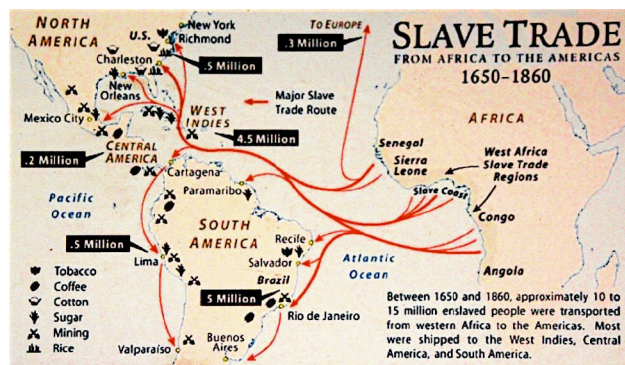 SLAVE TRADE
FROM AFRICA TO THE AMERICAS
1650-1860
NORTH
AMERICA
U.S.
New York
Richmond
Charleston
.5 Million
New
Orleans
To Europe
.3 Million
Major Slave
Trade Route
Mexico City
WEST
INDIES
4.5 Million
CENTRAL
AMERICA
.2 Million
Cartagena
Paramaribo
Pacific
Ocean
SOUTH
AMERICA
.5 Million
Lima
Recife
Salvador
Brazil
5 Million
Rio de Janeiro
Buenos
Aires
Valparaíso
Atlantic
Ocean
AFRICA
Senegal
Sierra
Leone
West Africa
Slave Trade
Regions
Slave Coast
Congo
Angola
Tobacco
Coffee
Cotton
Sugar
Mining
Rice
Between 1650 and 1860, approximately 10 to
15 million enslaved people were transported
from western Africa to the Americas. Most
were shipped to the West Indies, Central
America, and South America.